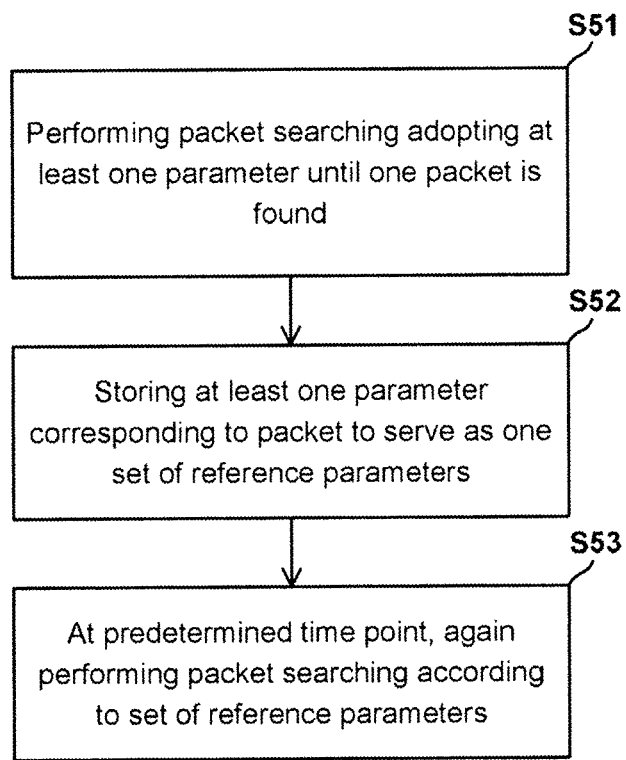 S51
Performing packet searching adopting at
least one parameter until one packet is
found
S52
Storing at least one parameter
corresponding to packet to serve as one
set of reference parameters
S53
At predetermined time point, again
performing packet searching according
to set of reference parameters